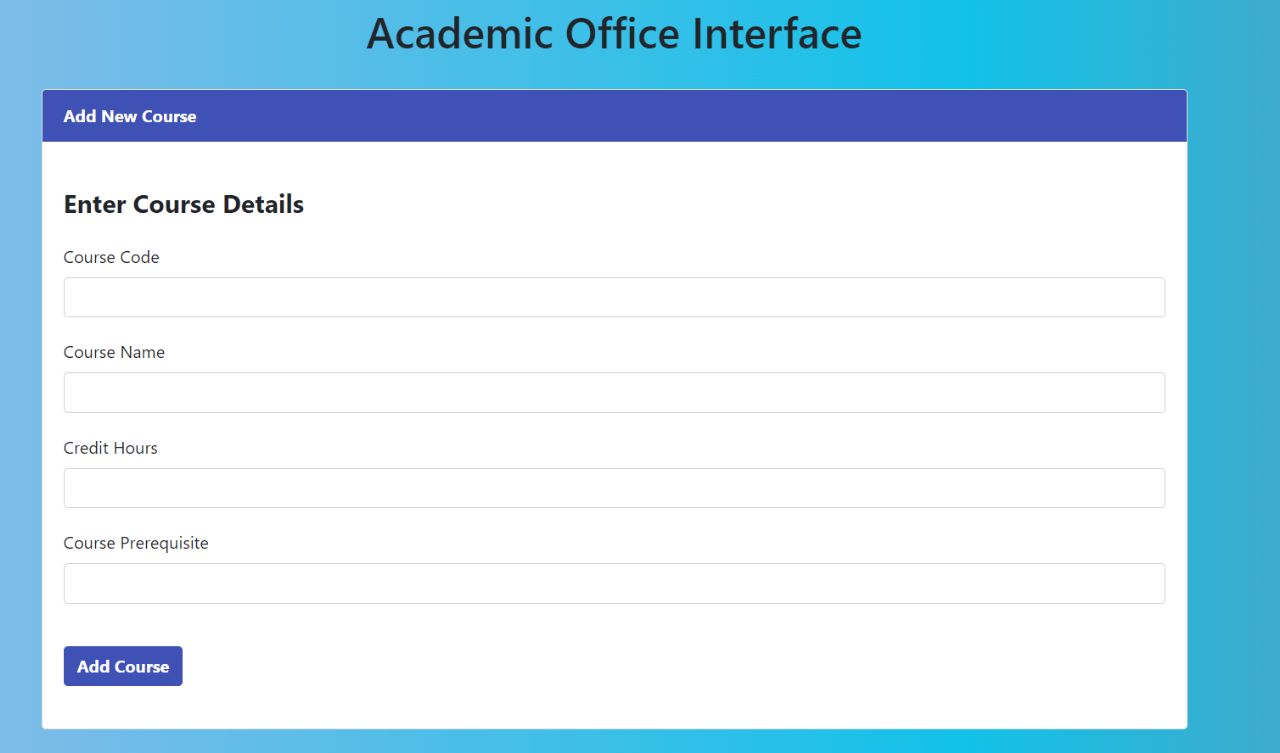 Academic Office Interface
Add New Course
Enter Course Details
Course Code
Course Name
Credit Hours
Course Prerequisite
Add Course